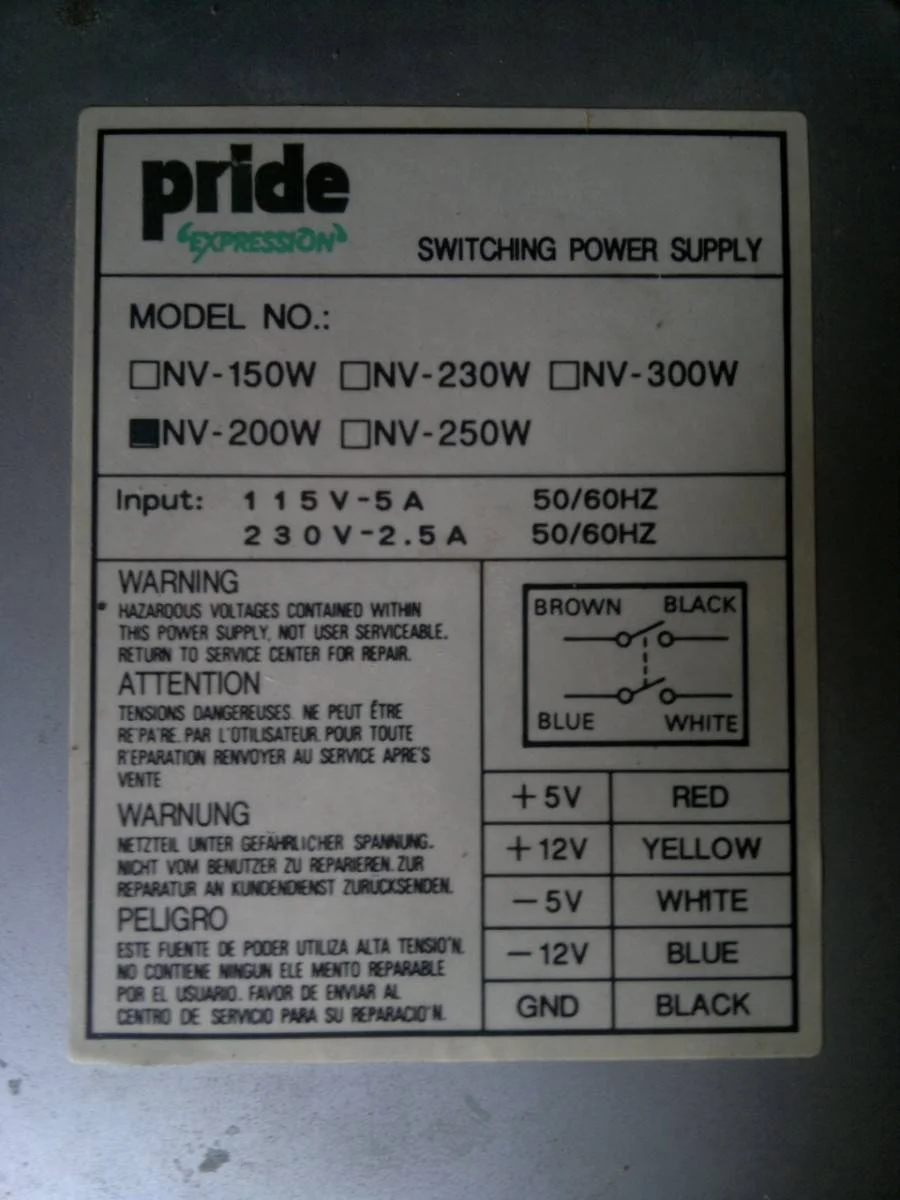 pride
"EXPRESSION"
SWITCHING POWER SUPPLY
MODEL NO.:
□NV-150W □NV-230W □NV-300W
■NV-200W □NV-250W
Input: 115V-5A 50/60HZ
230V-2.5A 50/60HZ
WARNING
HAZARDOUS VOLTAGES CONTAINED WITHIN
THIS POWER SUPPLY, NOT USER SERVICEABLE.
RETURN TO SERVICE CENTER FOR REPAIR.
ATTENTION
TENSIONS DANGEREUSES. NE PEUT ÊTRE
RE'PA'RE. PAR L'OTILISATEUR. POUR TOUTE
R'EPARATION RENVOYER AU SERVICE APRE'S
VENTE
WARNUNG
NETZTEIL UNTER GEFÄHRLICHER SPANNUNG.
NICHT VOM BENUTZER ZU REPARIEREN. ZUR
REPARATUR AN KUNDENDIENST ZURÜCKSENDEN.
PELIGRO
ESTE FUENTE DE PODER UTILIZA ALTA TENSIO'N.
NO CONTIENE NINGUN ELE MENTO REPARABLE
POR EL USUARIO. FAVOR DE ENVIAR AL
CENTRO DE SERVICIO PARA SU REPARACIO'N.
BROWN BLACK
BLUE WHITE
+5V RED
+12V YELLOW
-5V WHITE
-12V BLUE
GND BLACK